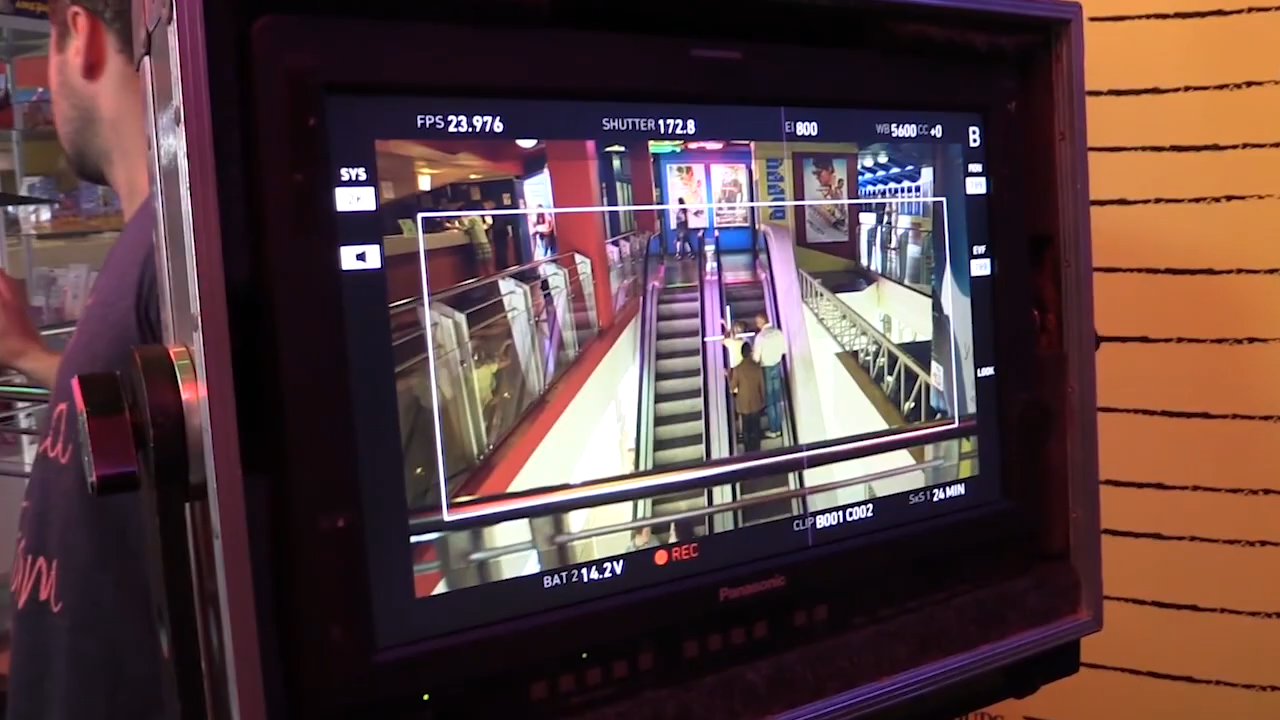 FPS 23.976
SHUTTER 172.8
EI 800
WB 5600 CC +0
B
SYS
EVF
LOOK
BAT 2 14.2V
REC
CLIP B001 C002
SxS 1 24 MIN
Panasonic